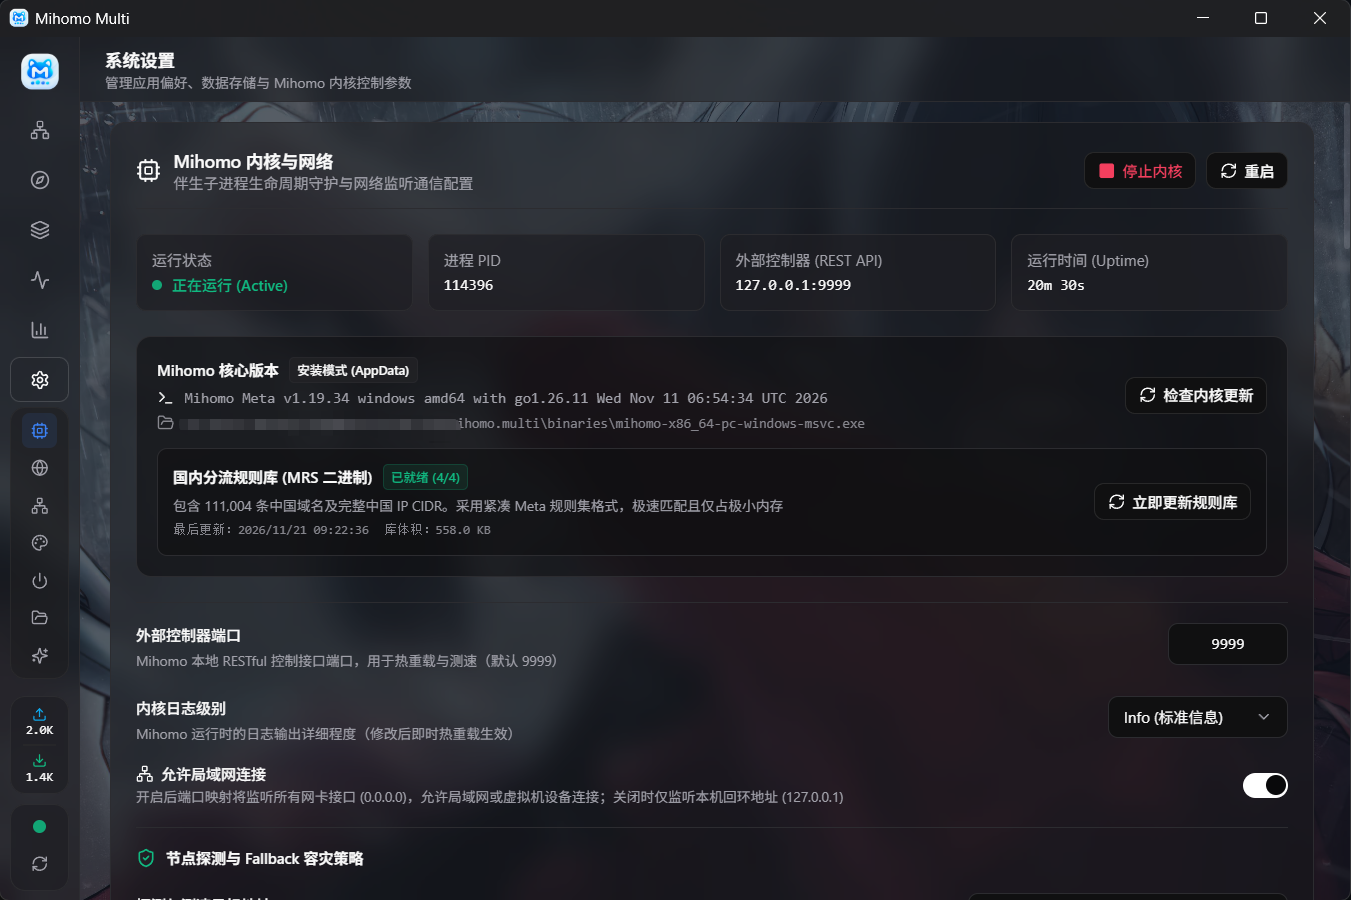 Mihomo Multi
系统设置
管理应用偏好、数据存储与 Mihomo 内核控制参数
Mihomo 内核与网络
伴生子进程生命周期守护与网络监听通信配置
停止内核
重启
运行状态
正在运行 (Active)
进程 PID
114396
外部控制器 (REST API)
127.0.0.1:9999
运行时间 (Uptime)
20m 30s
Mihomo 核心版本 安装模式 (AppData)
Mihomo Meta v1.19.34 windows amd64 with go1.26.11 Wed Nov 11 06:54:34 UTC 2026
ihomo.multi\binaries\mihomo-x86_64-pc-windows-msvc.exe
检查内核更新
国内分流规则库 (MRS 二进制) 已就绪 (4/4)
包含 111,004 条中国域名及完整中国 IP CIDR。采用紧凑 Meta 规则集格式，极速匹配且仅占极小内存
最后更新: 2026/11/21 09:22:36 库体积: 558.0 KB
立即更新规则库
外部控制器端口
Mihomo 本地 RESTful 控制接口端口，用于热重载与测速（默认 9999）
9999
内核日志级别
Mihomo 运行时的日志输出详细程度（修改后即时热重载生效）
Info (标准信息)
允许局域网连接
开启后端口映射将监听所有网卡接口 (0.0.0.0)，允许局域网或虚拟机设备连接；关闭时仅监听本机回环地址 (127.0.0.1)
2.0K
1.4K
节点探测与 Fallback 容灾策略